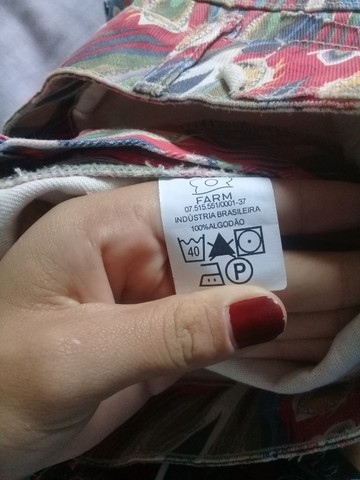 FARM
07.515.551/0001-37
INDÚSTRIA BRASILEIRA
100%ALGODÃO
40
P